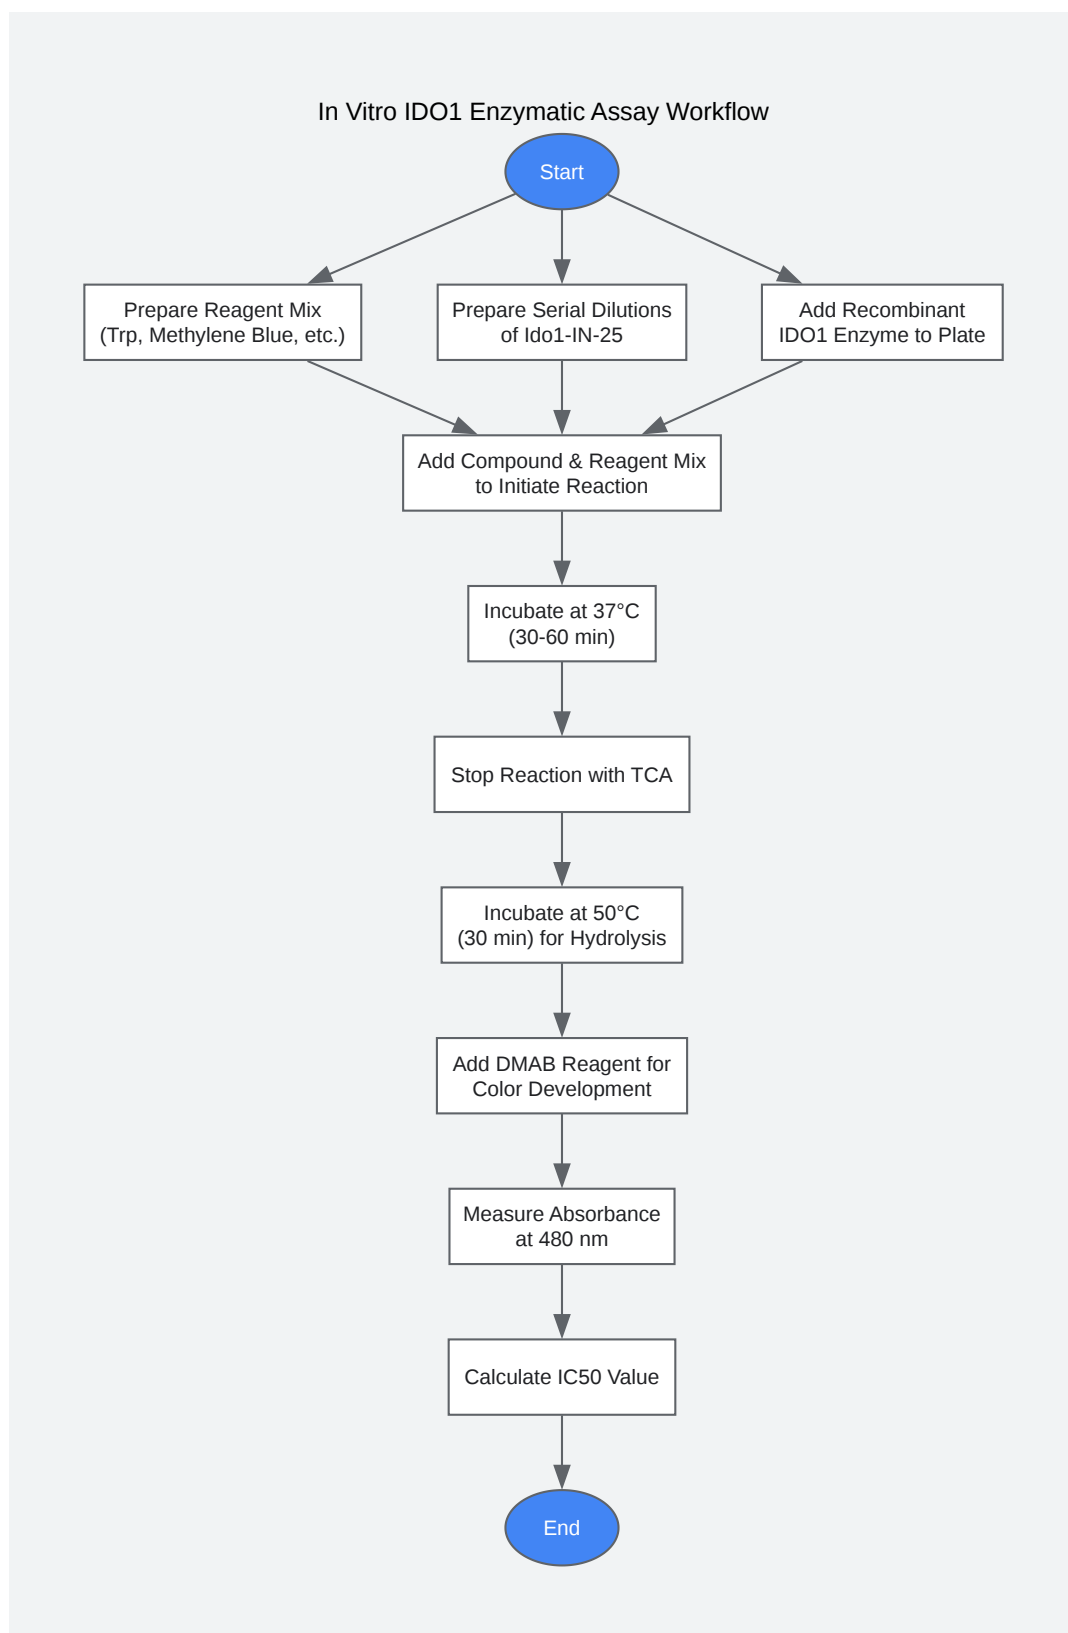 In Vitro IDO1 Enzymatic Assay Workflow
Start
Prepare Reagent Mix
(Trp, Methylene Blue, etc.)
Prepare Serial Dilutions
of Ido1-IN-25
Add Recombinant
IDO1 Enzyme to Plate
Add Compound & Reagent Mix
to Initiate Reaction
Incubate at 37°C
(30-60 min)
Stop Reaction with TCA
Incubate at 50°C
(30 min) for Hydrolysis
Add DMAB Reagent for
Color Development
Measure Absorbance
at 480 nm
Calculate IC50 Value
End